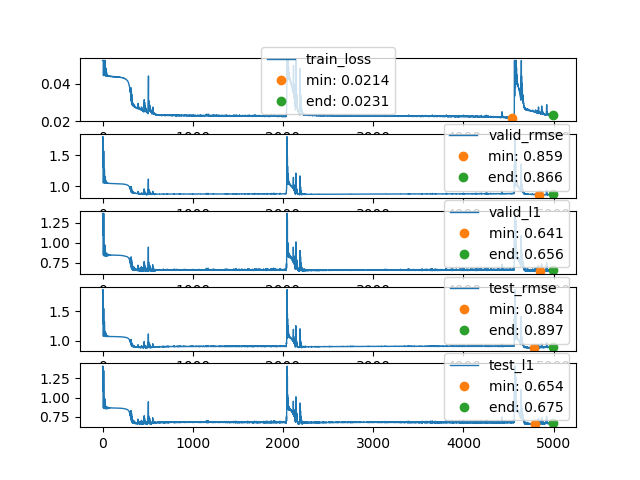 train_loss
min: 0.0214
end: 0.0231
0.04
0.02
valid_rmse
min: 0.859
end: 0.866
1.5
1.0
valid_l1
min: 0.641
end: 0.656
1.25
1.00
0.75
test_rmse
min: 0.884
end: 0.897
1.5
1.0
test_l1
min: 0.654
end: 0.675
1.25
1.00
0.75
0 1000 2000 3000 4000 5000